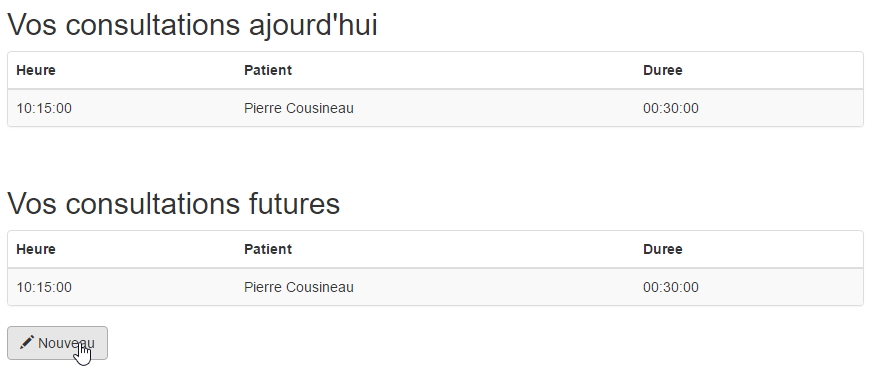 Vos consultations ajourd'hui
Heure Patient Duree
10:15:00 Pierre Cousineau 00:30:00
Vos consultations futures
Heure Patient Duree
10:15:00 Pierre Cousineau 00:30:00
Nouveau